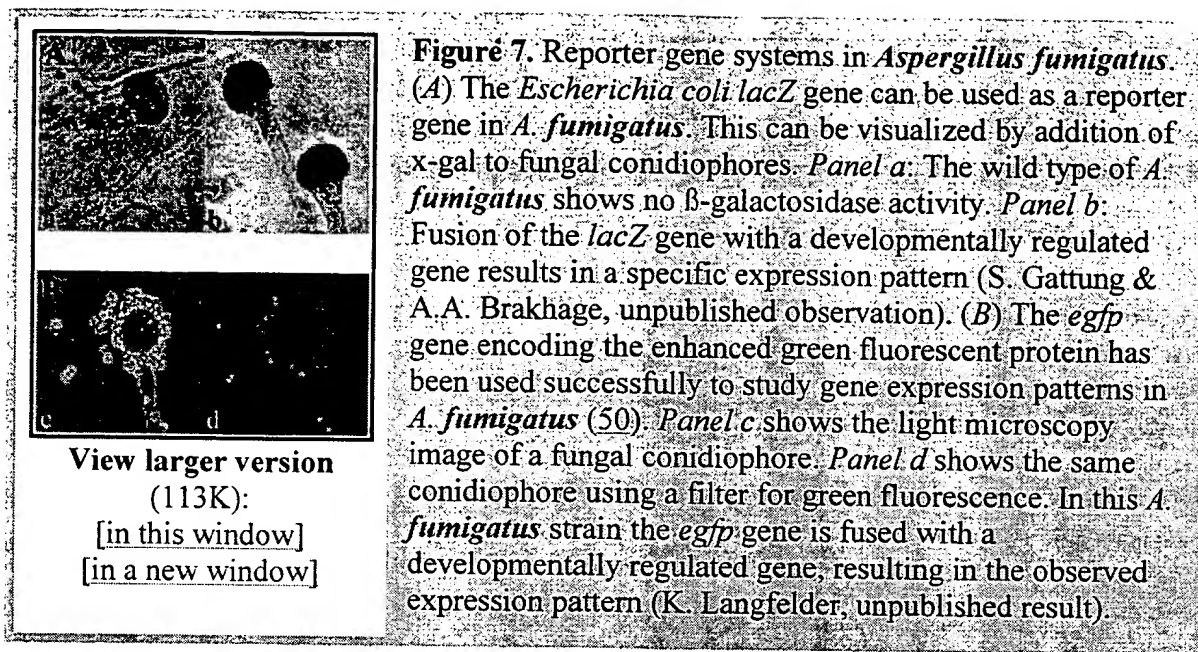 A
b
c
d
View larger version
(113K):
[in this window]
[in a new window]
Figure 7. Reporter gene systems in Aspergillus fumigatus.
(A) The Escherichia coli lacZ gene can be used as a reporter
gene in A. fumigatus. This can be visualized by addition of
x-gal to fungal conidiophores. Panel a: The wild type of A.
fumigatus shows no ß-galactosidase activity. Panel b:
Fusion of the lacZ gene with a developmentally regulated
gene results in a specific expression pattern (S. Gattung &
A.A. Brakhage, unpublished observation). (B) The egfp
gene encoding the enhanced green fluorescent protein has
been used successfully to study gene expression patterns in
A. fumigatus (50). Panel c shows the light microscopy
image of a fungal conidiophore. Panel d shows the same
conidiophore using a filter for green fluorescence. In this A.
fumigatus strain the egfp gene is fused with a
developmentally regulated gene, resulting in the observed
expression pattern (K. Langfelder, unpublished result).